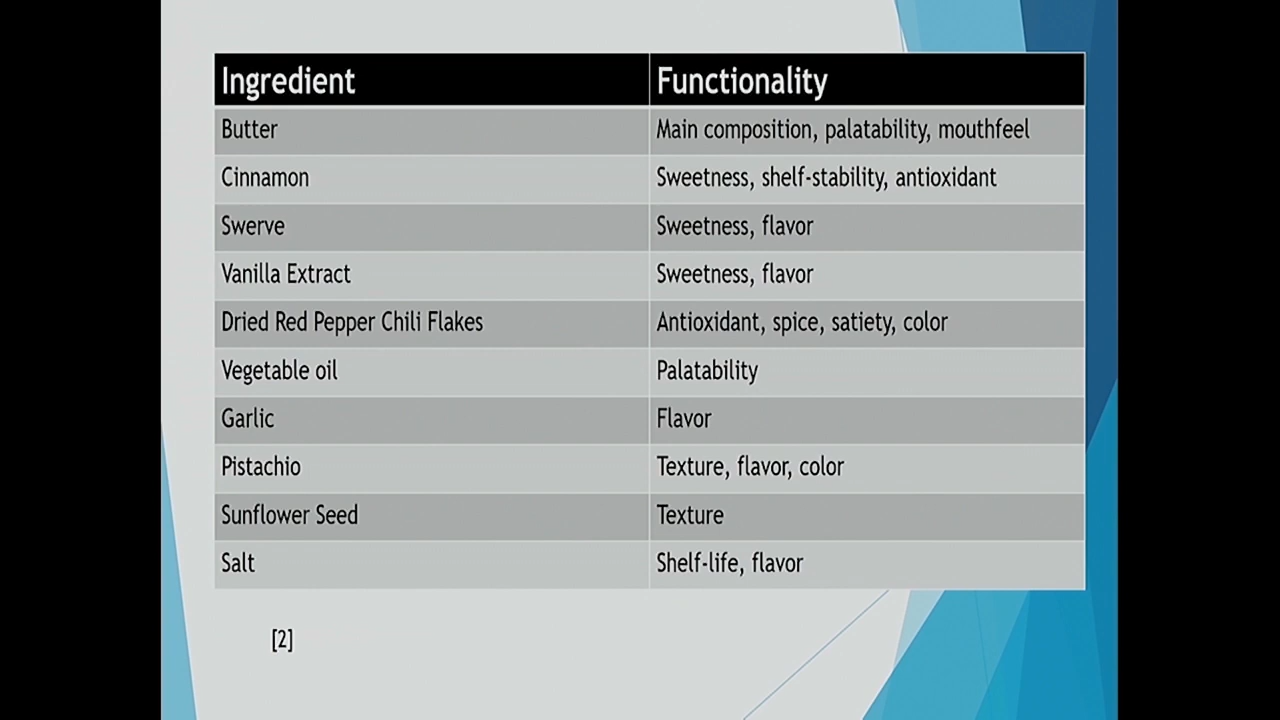 Ingredient Functionality
Butter Main composition, palatability, mouthfeel
Cinnamon Sweetness, shelf-stability, antioxidant
Swerve Sweetness, flavor
Vanilla Extract Sweetness, flavor
Dried Red Pepper Chili Flakes Antioxidant, spice, satiety, color
Vegetable oil Palatability
Garlic Flavor
Pistachio Texture, flavor, color
Sunflower Seed Texture
Salt Shelf-life, flavor
[2]